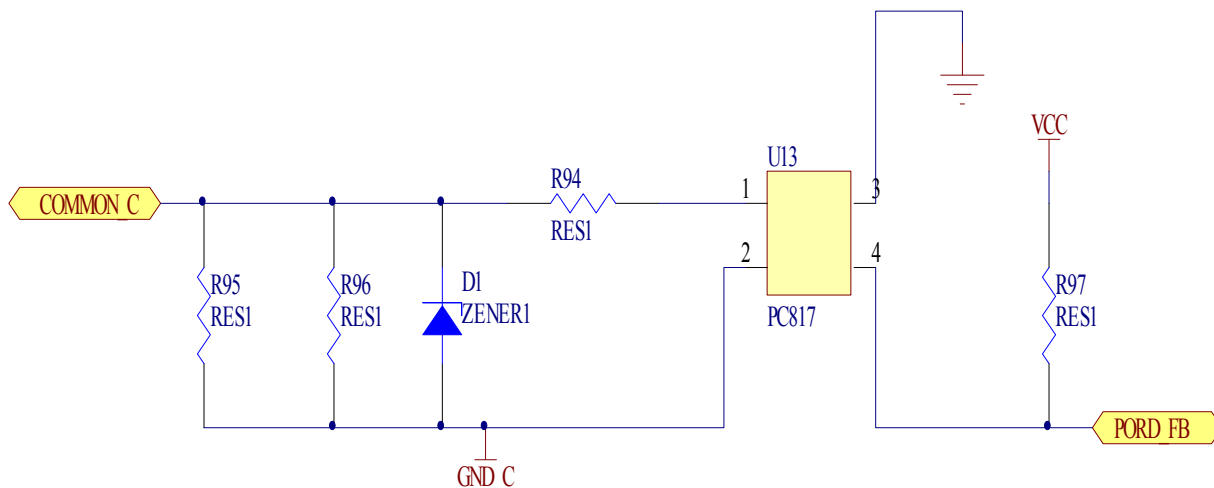 COMMON_C
R94
RES1
R95
RES1
R96
RES1
D1
ZENER1
GND_C
U13
1
2
3
4
PC817
VCC
R97
RES1
PORD_FB